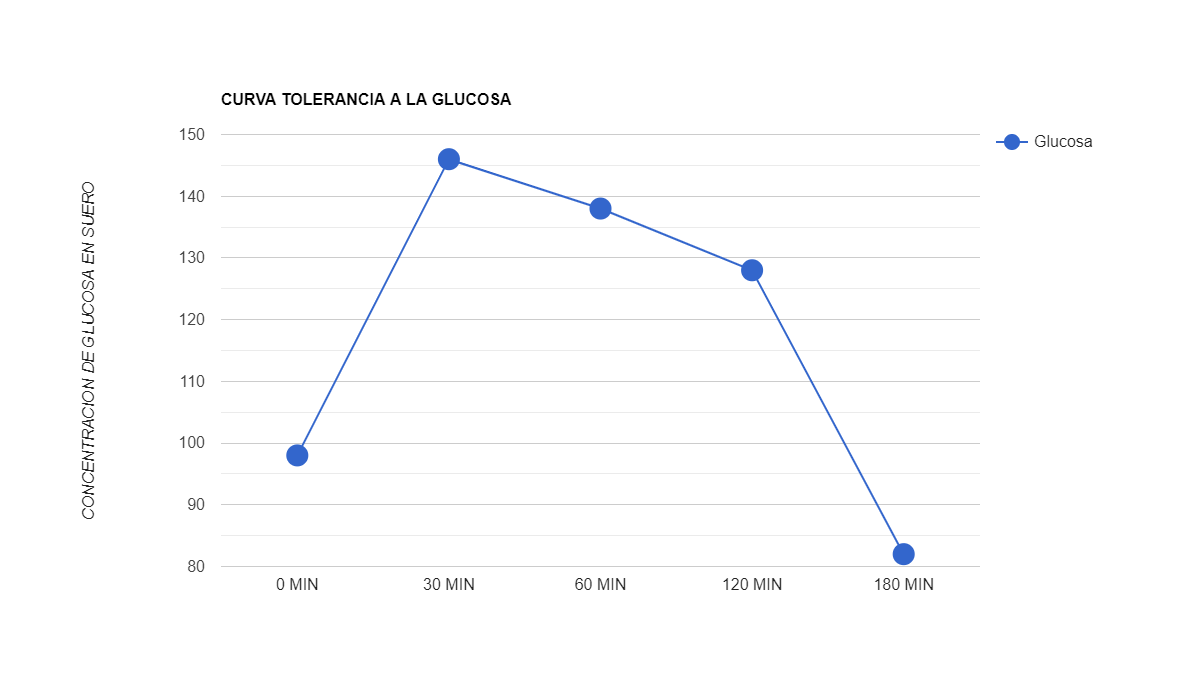 CURVA TOLERANCIA A LA GLUCOSA
CONCENTRACION DE GLUCOSA EN SUERO
150
140
130
120
110
100
90
80
0 MIN
30 MIN
60 MIN
120 MIN
180 MIN
Glucosa